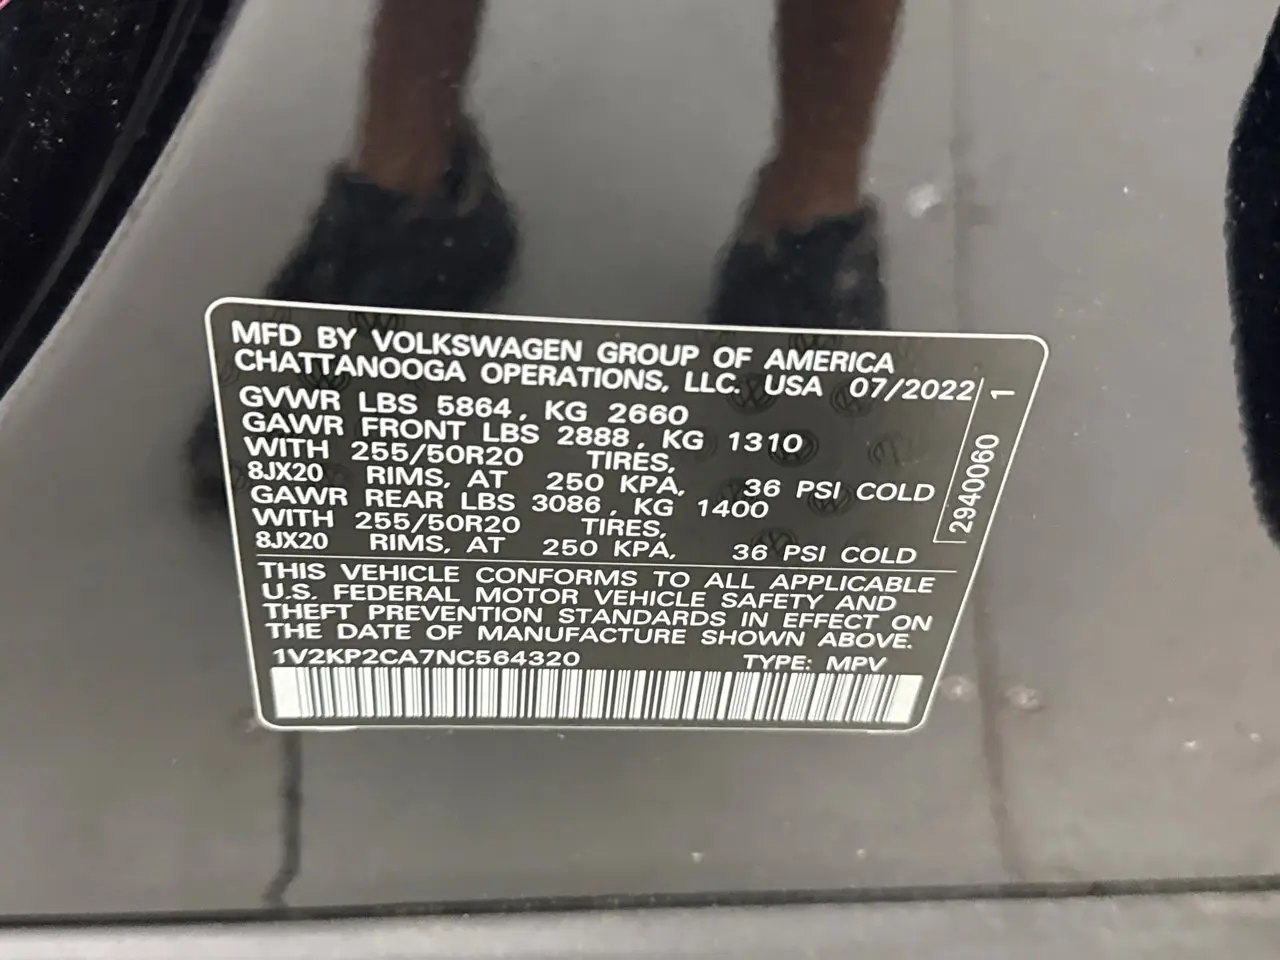 MFD BY VOLKSWAGEN GROUP OF AMERICA
CHATTANOOGA OPERATIONS, LLC. USA 07/2022
GVWR LBS 5864, KG 2660
GAWR FRONT LBS 2888, KG 1310
WITH 255/50R20 TIRES,
8JX20 RIMS, AT 250 KPA, 36 PSI COLD
GAWR REAR LBS 3086, KG 1400
WITH 255/50R20 TIRES,
8JX20 RIMS, AT 250 KPA, 36 PSI COLD
2940060 1
THIS VEHICLE CONFORMS TO ALL APPLICABLE
U.S. FEDERAL MOTOR VEHICLE SAFETY AND
THEFT PREVENTION STANDARDS IN EFFECT ON
THE DATE OF MANUFACTURE SHOWN ABOVE.
1V2KP2CA7NC564320 TYPE: MPV